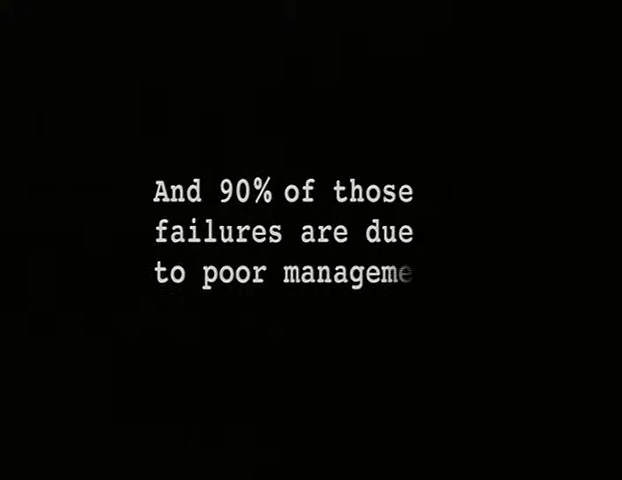 And 90% of those
failures are due
to poor manageme